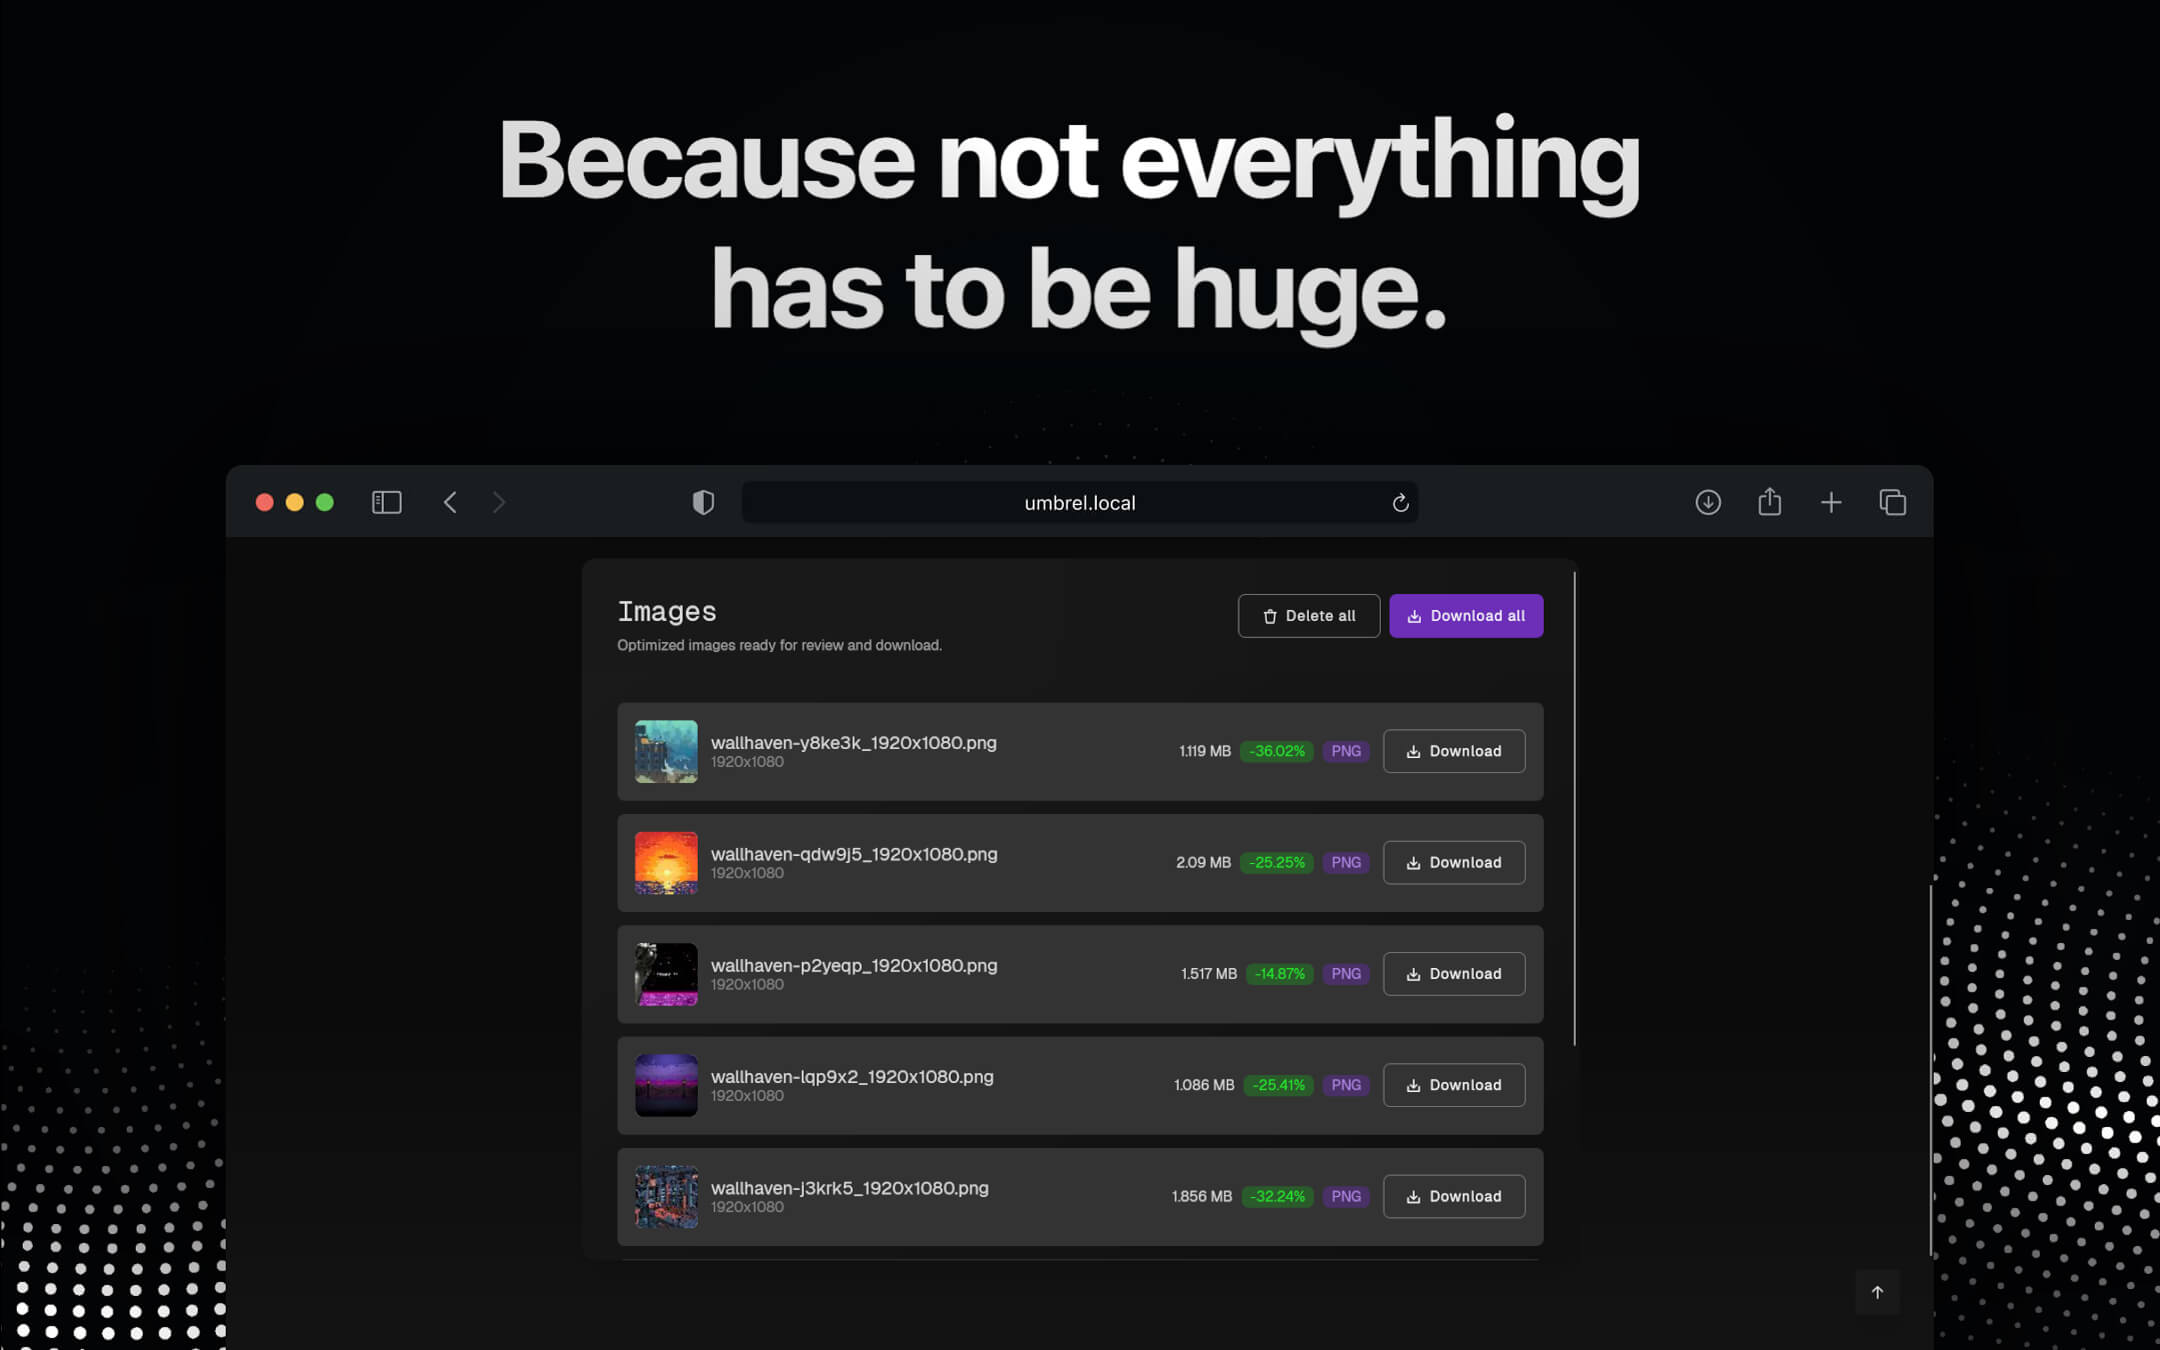 Because not everything
has to be huge.
umbrel.local
Images
Delete all
Download all
Optimized images ready for review and download.
wallhaven-y8ke3k_1920x1080.png
1920x1080
1.119 MB
-36.02%
PNG
Download
wallhaven-qdw9j5_1920x1080.png
1920x1080
2.09 MB
-25.25%
PNG
Download
wallhaven-p2yeqp_1920x1080.png
1920x1080
1.517 MB
-14.87%
PNG
Download
wallhaven-lqp9x2_1920x1080.png
1920x1080
1.086 MB
-25.41%
PNG
Download
wallhaven-j3krk5_1920x1080.png
1920x1080
1.856 MB
-32.24%
PNG
Download